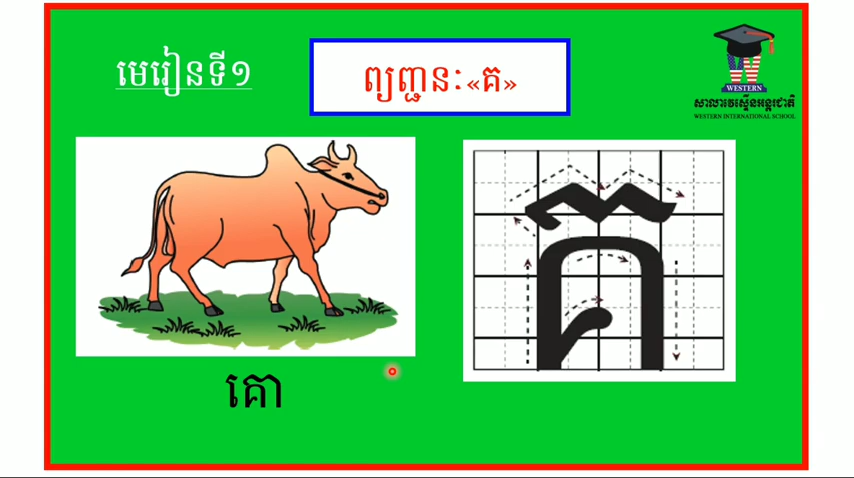 មេរៀនទី១
ព្យញ្ជនៈ«គ»
WESTERN
សាលាវេស្ទើនអន្តរជាតិ
WESTERN INTERNATIONAL SCHOOL
គ
គោ